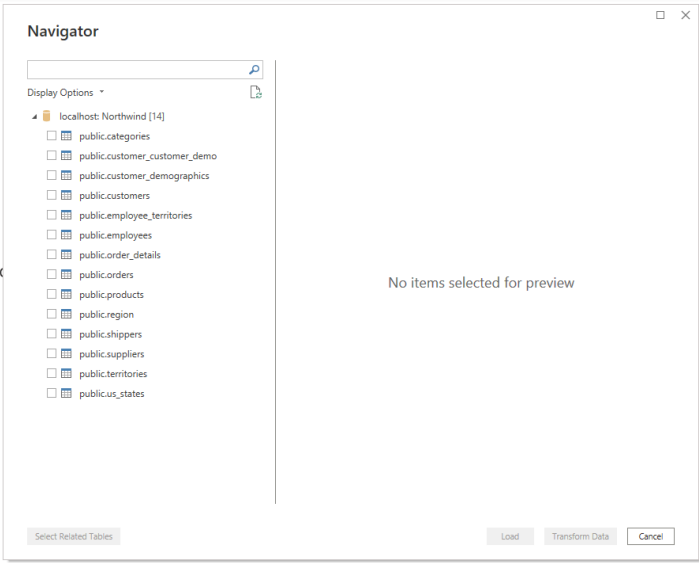 Navigator
Display Options
localhost: Northwind [14]
public.categories
public.customer_customer_demo
public.customer_demographics
public.customers
public.employee_territories
public.employees
public.order_details
public.orders
public.products
public.region
public.shippers
public.suppliers
public.territories
public.us_states
No items selected for preview
Select Related Tables
Load
Transform Data
Cancel